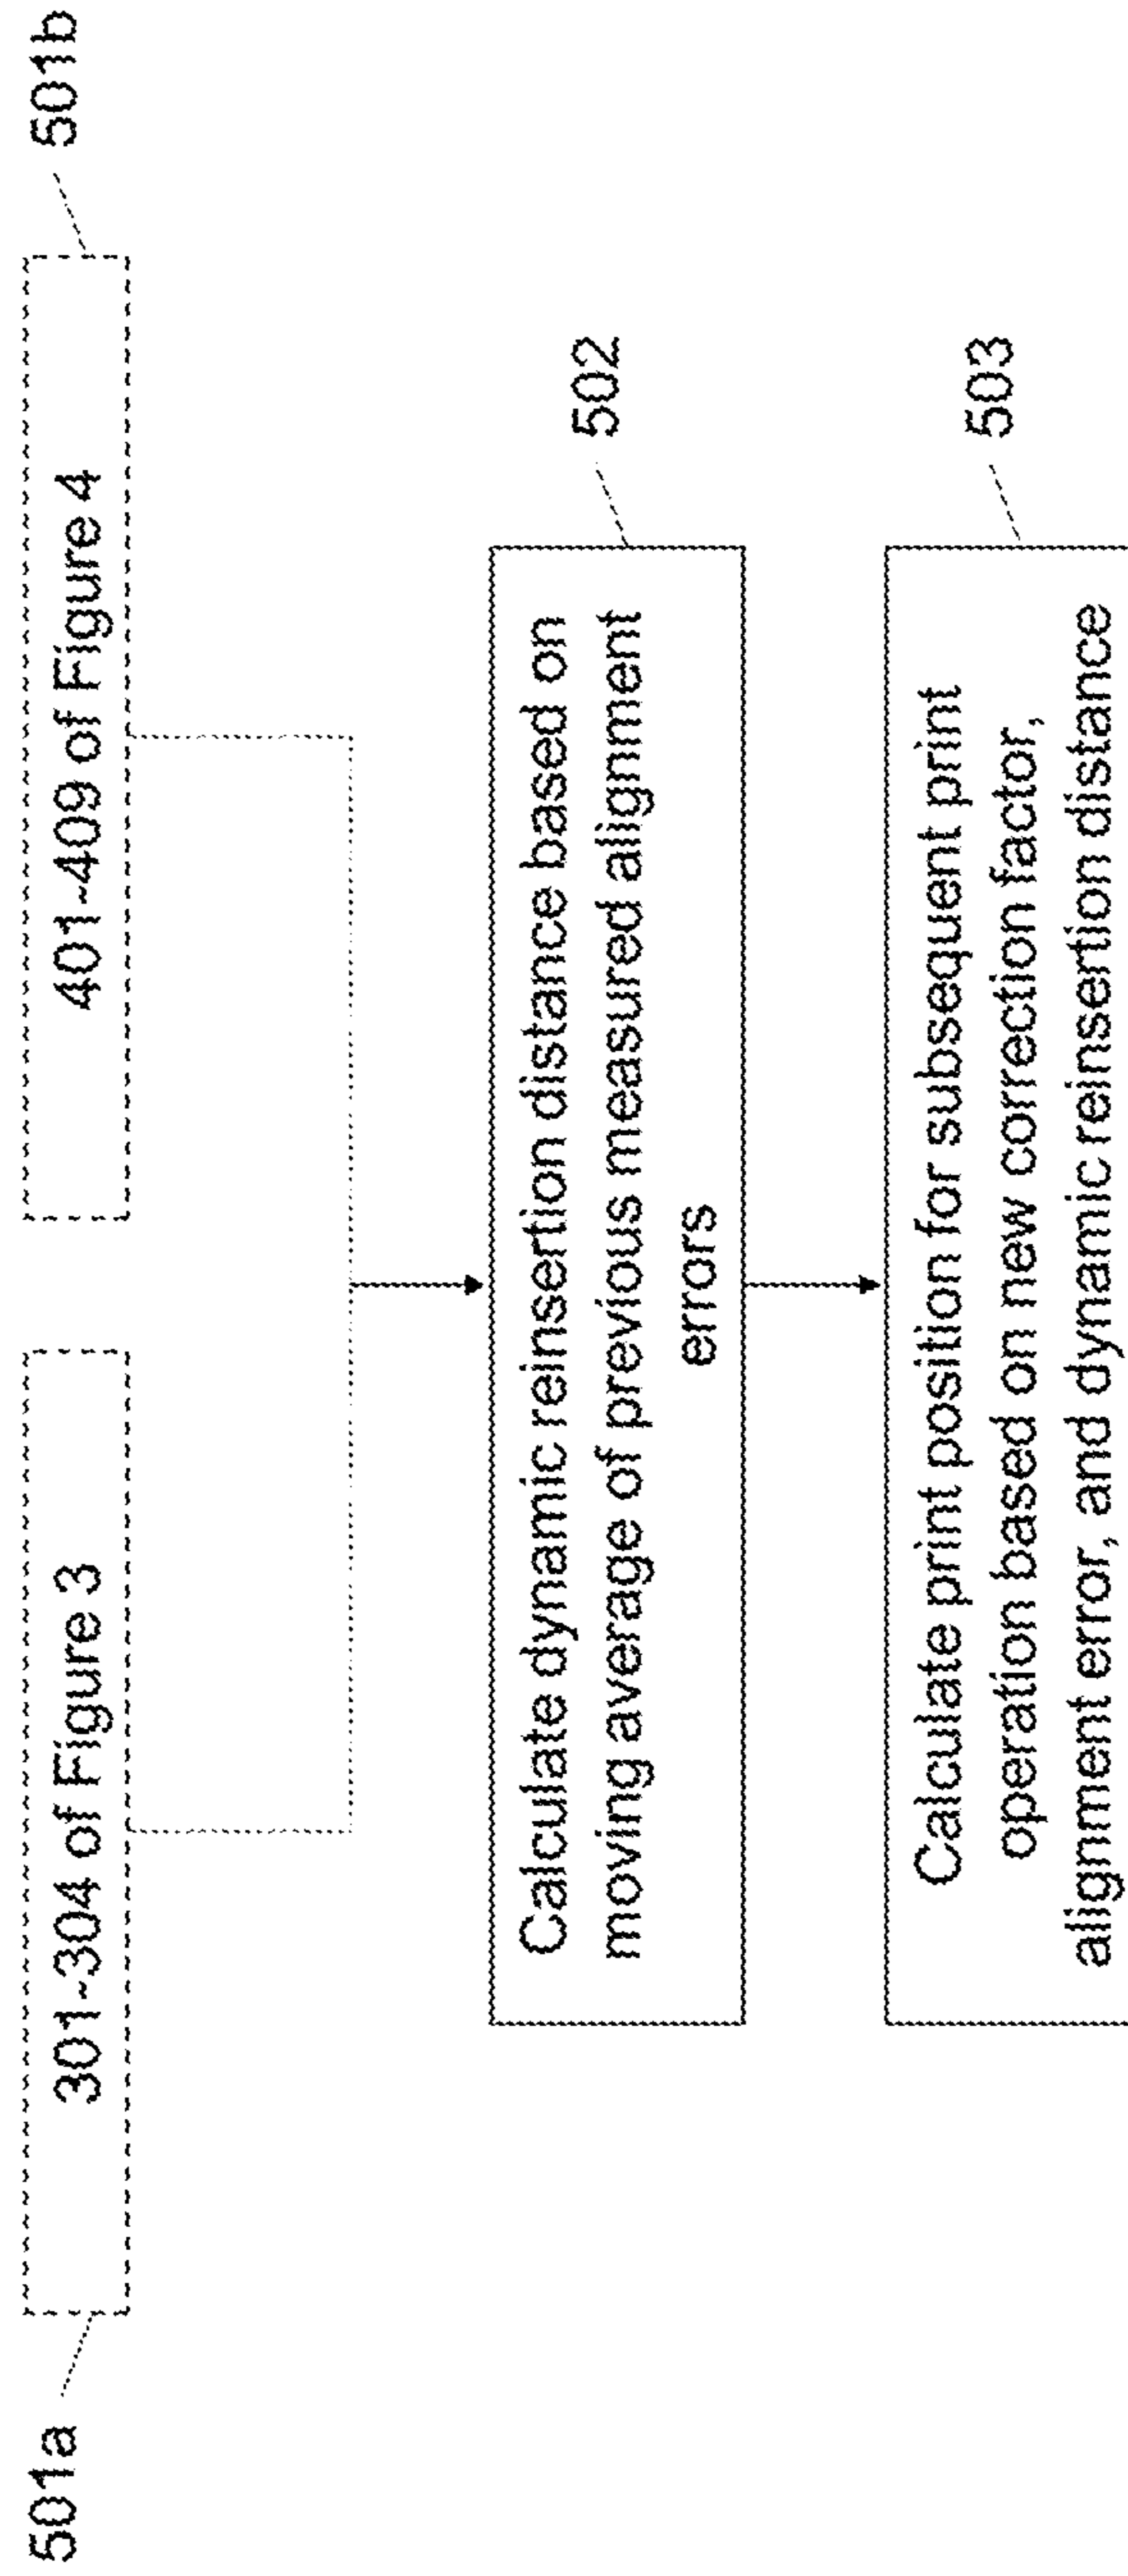 501a
301-304 of Figure 3
401-409 of Figure 4
501b
Calculate dynamic reinsertion distance based on
moving average of previous measured alignment
errors
502
Calculate print position for subsequent print
operation based on new correction factor,
alignment error, and dynamic reinsertion distance
503